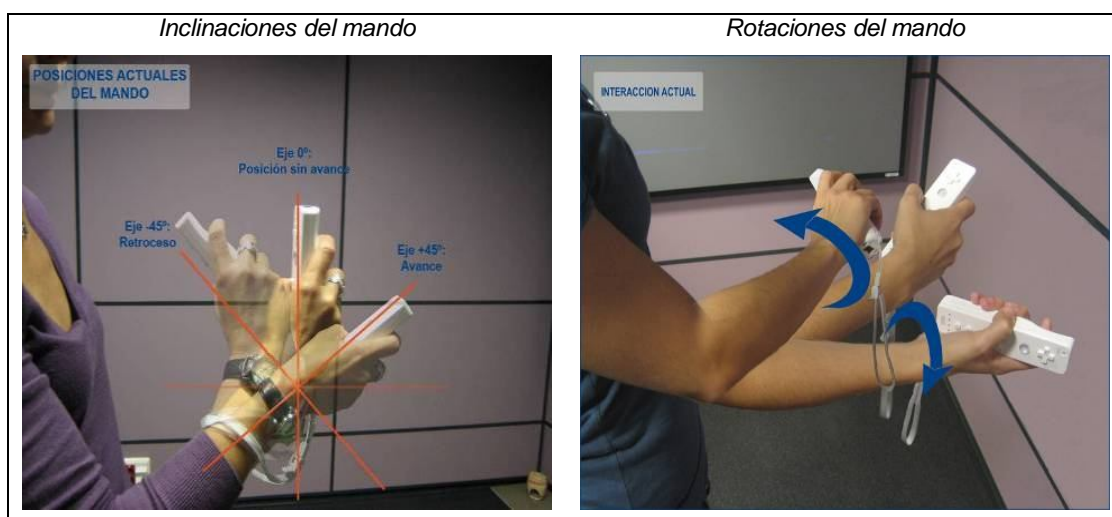 Inclinaciones del mando
Rotaciones del mando
POSICIONES ACTUALES
DEL MANDO
Eje 0º:
Posición sin avance
Eje -45º:
Retroceso
Eje +45º:
Avance
INTERACCION ACTUAL